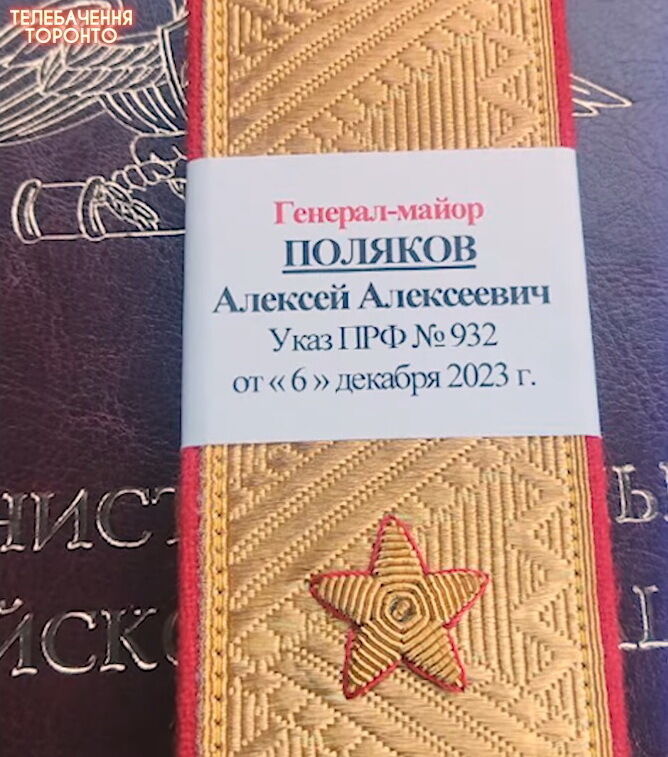 ТЕЛЕБАЧЕННЯ
ТОРОНТО
Генерал-майор
ПОЛЯКОВ
Алексей Алексеевич
Указ ПРФ № 932
от « 6 » декабря 2023 г.